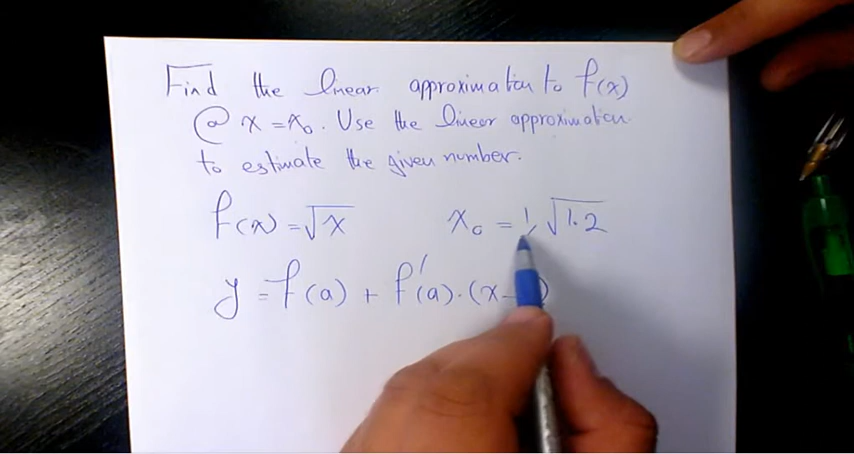 Find the linear approximation to f(x)
@ x = x₀. Use the linear approximation
to estimate the given number.
f(x) = √x x₀ = 1, √1.2
y = f(a) + f'(a).(x-